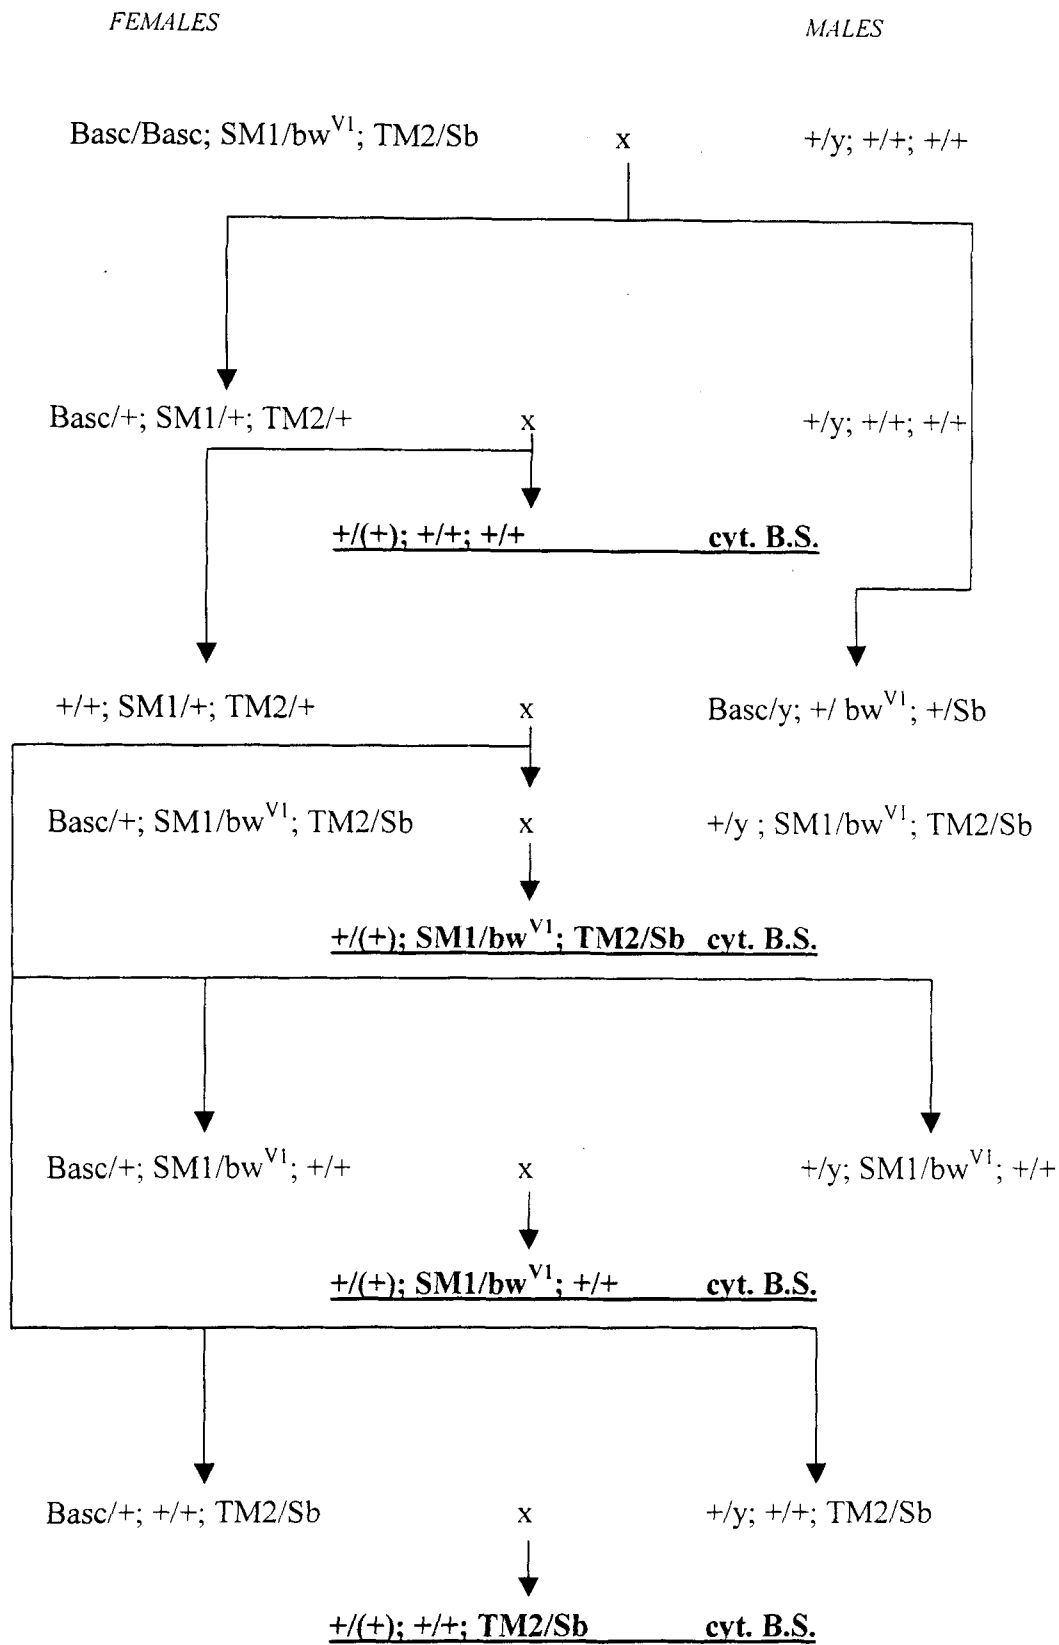 FEMALES MALES
Basc/Basc; SM1/bw^V1; TM2/Sb x +/y; +/+; +/+
Basc/+; SM1/+; TM2/+ x +/y; +/+; +/+
+/(+); +/+; +/+ cyt. B.S.
+/+; SM1/+; TM2/+ x Basc/y; +/ bw^V1; +/Sb
Basc/+; SM1/bw^V1; TM2/Sb x +/y ; SM1/bw^V1; TM2/Sb
+/(+); SM1/bw^V1; TM2/Sb cyt. B.S.
Basc/+; SM1/bw^V1; +/+ x +/y; SM1/bw^V1; +/+
+/(+); SM1/bw^V1; +/+ cyt. B.S.
Basc/+; +/+; TM2/Sb x +/y; +/+; TM2/Sb
+/(+); +/+; TM2/Sb cyt. B.S.